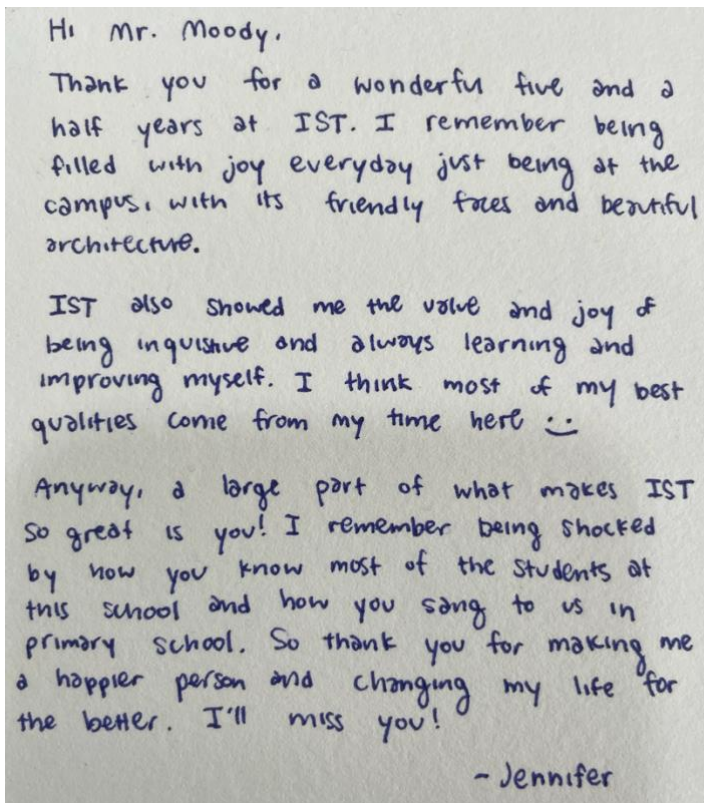 Hi Mr. Moody,
Thank you for a wonderful five and a
half years at IST. I remember being
filled with joy everyday just being at the
campus, with its friendly faces and beautiful
architecture.
IST also showed me the value and joy of
being inquisitive and always learning and
improving myself. I think most of my best
qualities come from my time here :)
Anyway, a large part of what makes IST
so great is you! I remember being shocked
by how you know most of the students at
this school and how you sang to us in
primary school. So thank you for making me
a happier person and changing my life for
the better. I'll miss you!
~ Jennifer